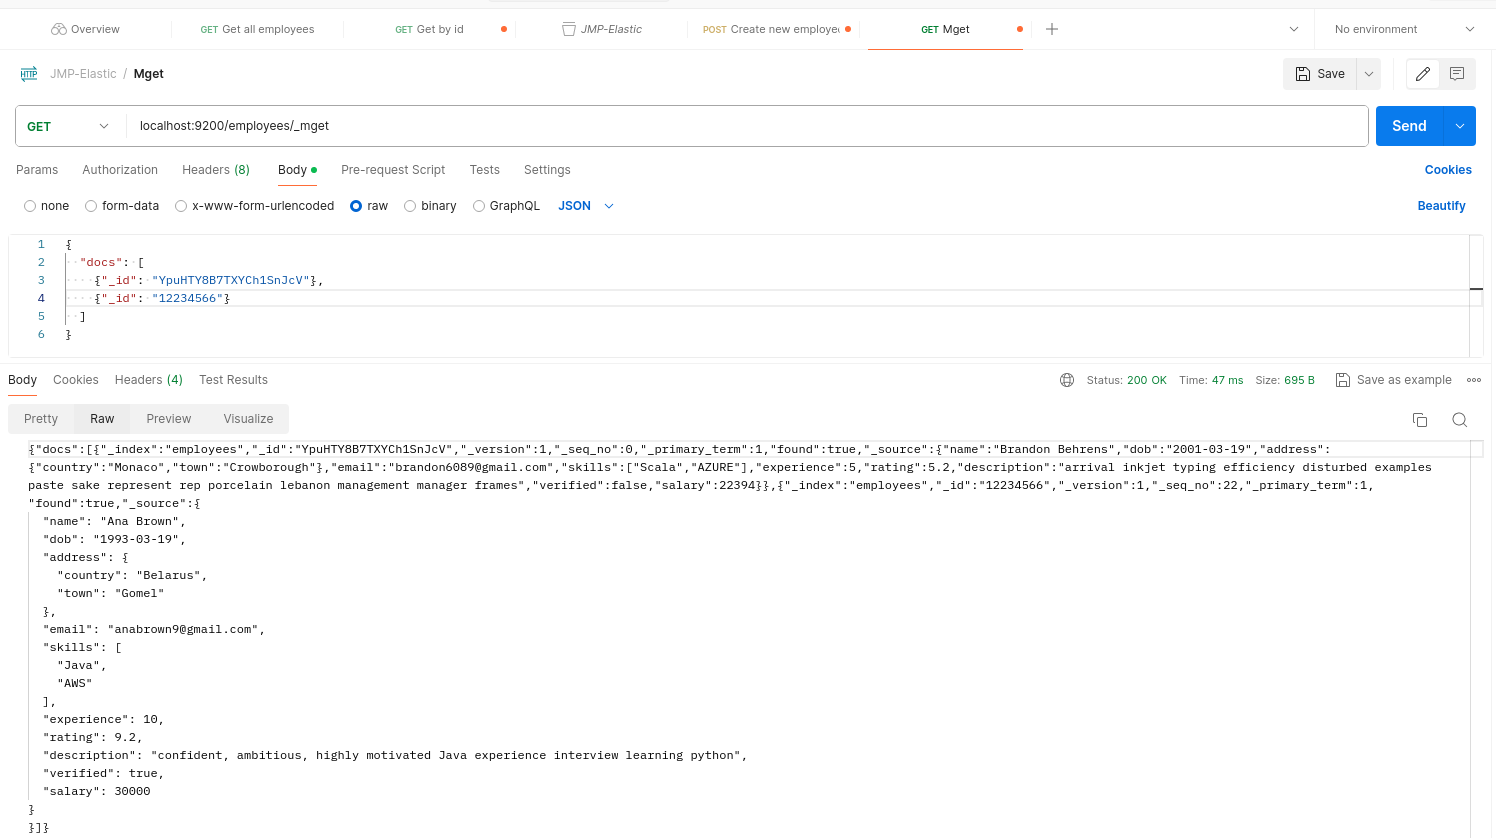 Overview
GET Get all employees
GET Get by id
JMP-Elastic
POST Create new employe
GET Mget
No environment
HTTP JMP-Elastic / Mget
Save
GET localhost:9200/employees/_mget
Send
Params Authorization Headers (8) Body Pre-request Script Tests Settings
Cookies
none form-data x-www-form-urlencoded raw binary GraphQL JSON
Beautify
1 {
2 "docs": [
3 {"_id": "YpuHTY8B7TXYCh1SnJcV"},
4 {"_id": "12234566"}
5 ]
6 }
Body Cookies Headers (4) Test Results
Status: 200 OK Time: 47 ms Size: 695 B
Save as example
Pretty Raw Preview Visualize
{"docs":[{"_index":"employees","_id":"YpuHTY8B7TXYCh1SnJcV","_version":1,"_seq_no":0,"_primary_term":1,"found":true,"_source":{"name":"Brandon Behrens","dob":"2001-03-19","address":
{"country":"Monaco","town":"Crowborough"},"email":"brandon6089@gmail.com","skills":["Scala","AZURE"],"experience":5,"rating":5.2,"description":"arrival inkjet typing efficiency disturbed examples
paste sake represent rep porcelain lebanon management manager frames","verified":false,"salary":22394}},{"_index":"employees","_id":"12234566","_version":1,"_seq_no":22,"_primary_term":1,
"found":true,"_source":{
"name": "Ana Brown",
"dob": "1993-03-19",
"address": {
"country": "Belarus",
"town": "Gomel"
},
"email": "anabrown9@gmail.com",
"skills": [
"Java",
"AWS"
],
"experience": 10,
"rating": 9.2,
"description": "confident, ambitious, highly motivated Java experience interview learning python",
"verified": true,
"salary": 30000
}
}]}